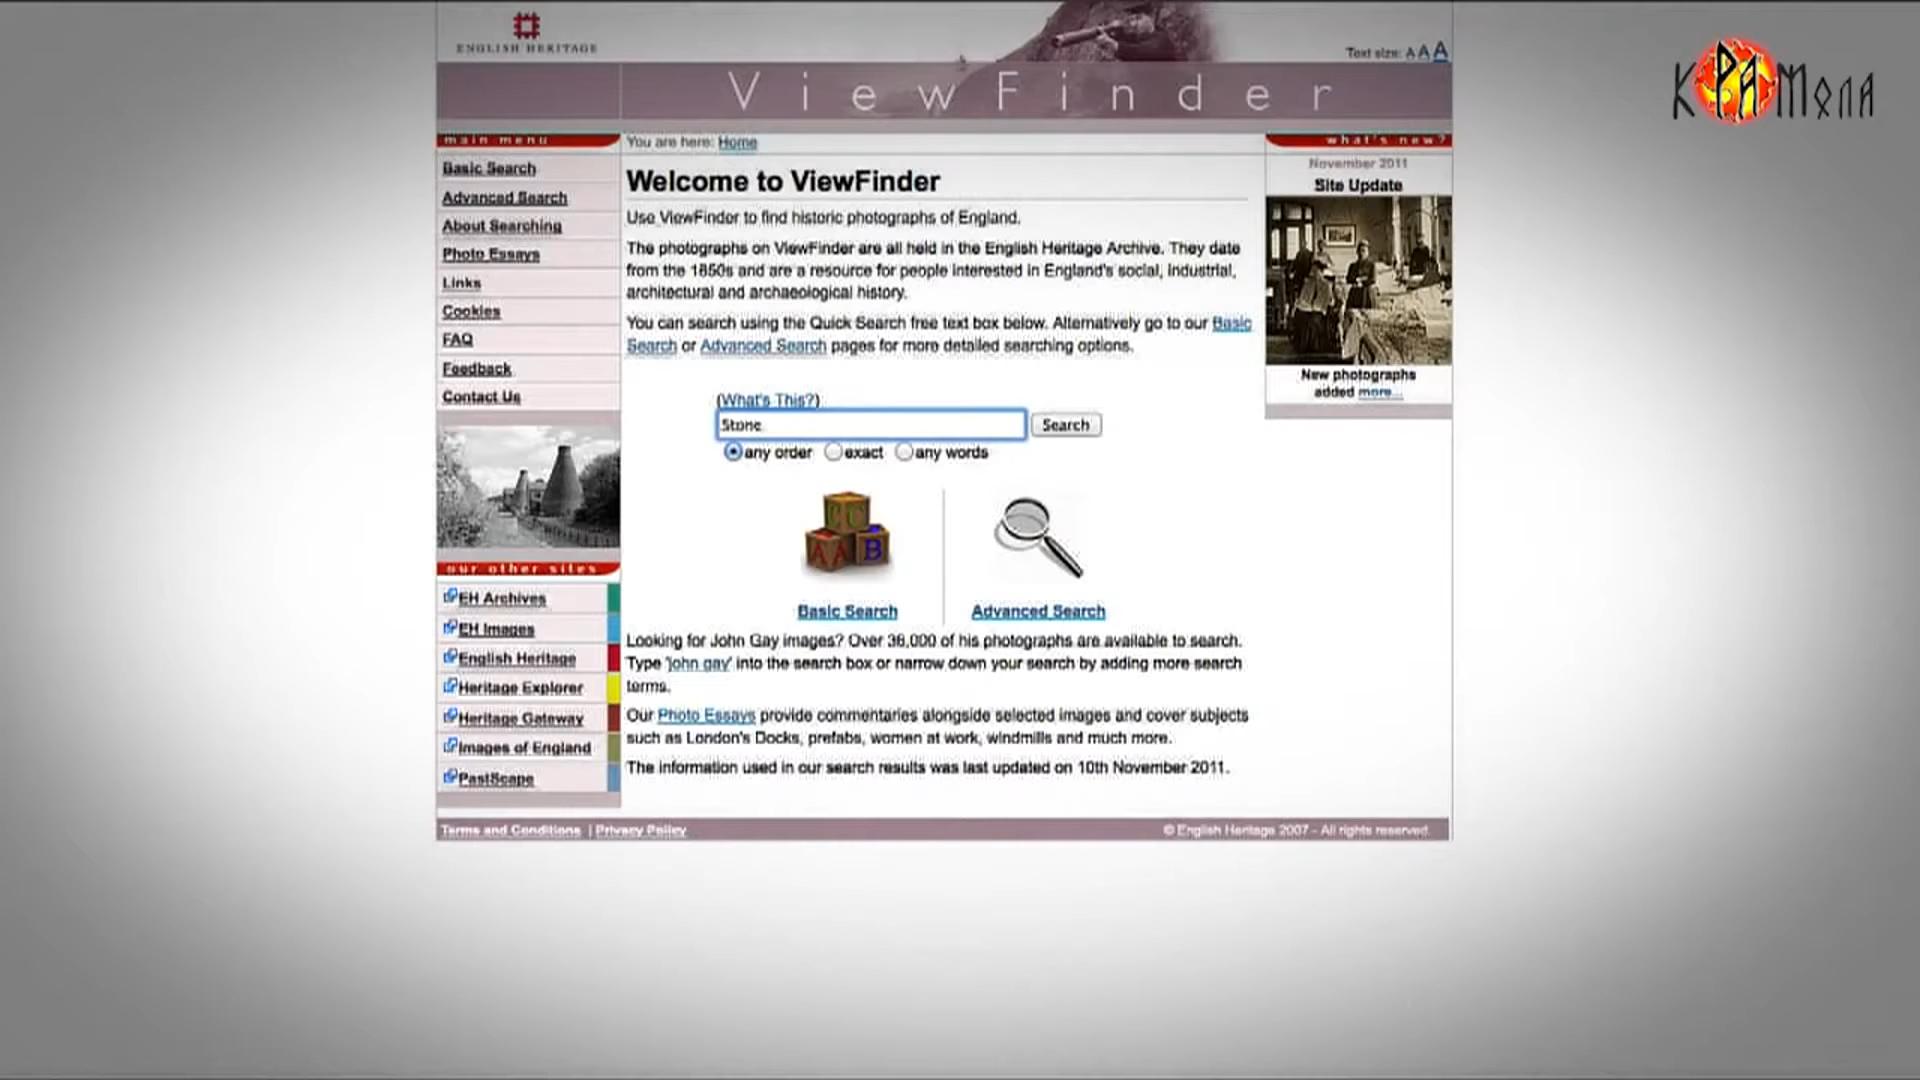 ENGLISH HERITAGE
Text size: A A A
КРАМОЛА
ViewFinder
main menu
Basic Search
Advanced Search
About Searching
Photo Essays
Links
Cookies
FAQ
Feedback
Contact Us
our other sites
EH Archives
EH Images
English Heritage
Heritage Explorer
Heritage Gateway
Images of England
PastScape
You are here: Home
Welcome to ViewFinder
Use ViewFinder to find historic photographs of England.
The photographs on ViewFinder are all held in the English Heritage Archive. They date
from the 1850s and are a resource for people interested in England's social, industrial,
architectural and archaeological history.
You can search using the Quick Search free text box below. Alternatively go to our Basic
Search or Advanced Search pages for more detailed searching options.
(What's This?)
Stone Search
any order exact any words
A A B
Basic Search Advanced Search
Looking for John Gay images? Over 36,000 of his photographs are available to search.
Type 'john gay' into the search box or narrow down your search by adding more search
terms.
Our Photo Essays provide commentaries alongside selected images and cover subjects
such as London's Docks, prefabs, women at work, windmills and much more.
The information used in our search results was last updated on 10th November 2011.
what's new?
November 2011
Site Update
New photographs
added more...
Terms and Conditions | Privacy Policy
© English Heritage 2007 - All rights reserved.